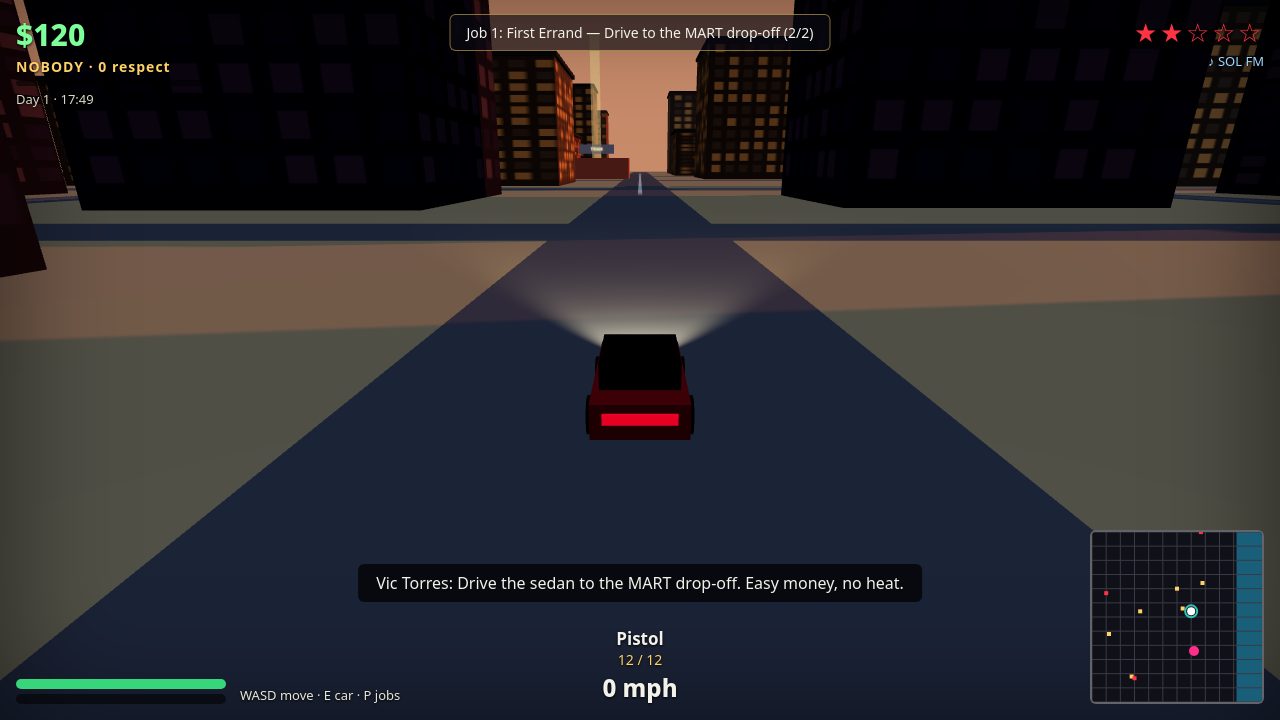 $120
Job 1: First Errand — Drive to the MART drop-off (2/2)
★★☆☆☆
NOBODY · 0 respect
♪ SOL FM
Day 1 · 17:49
Vic Torres: Drive the sedan to the MART drop-off. Easy money, no heat.
Pistol
12 / 12
0 mph
WASD move · E car · P jobs